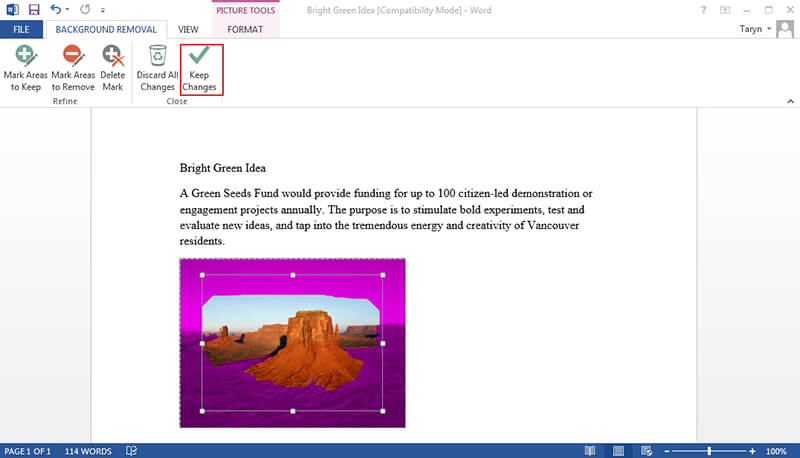 PICTURE TOOLS
Bright Green Idea [Compatibility Mode] - Word
?
FILE
BACKGROUND REMOVAL
VIEW
FORMAT
Taryn
Mark Areas
to Keep
Mark Areas
to Remove
Delete
Mark
Discard All
Changes
Keep
Changes
Refine
Close
Bright Green Idea
A Green Seeds Fund would provide funding for up to 100 citizen-led demonstration or
engagement projects annually. The purpose is to stimulate bold experiments, test and
evaluate new ideas, and tap into the tremendous energy and creativity of Vancouver
residents.
PAGE 1 OF 1
114 WORDS
100%